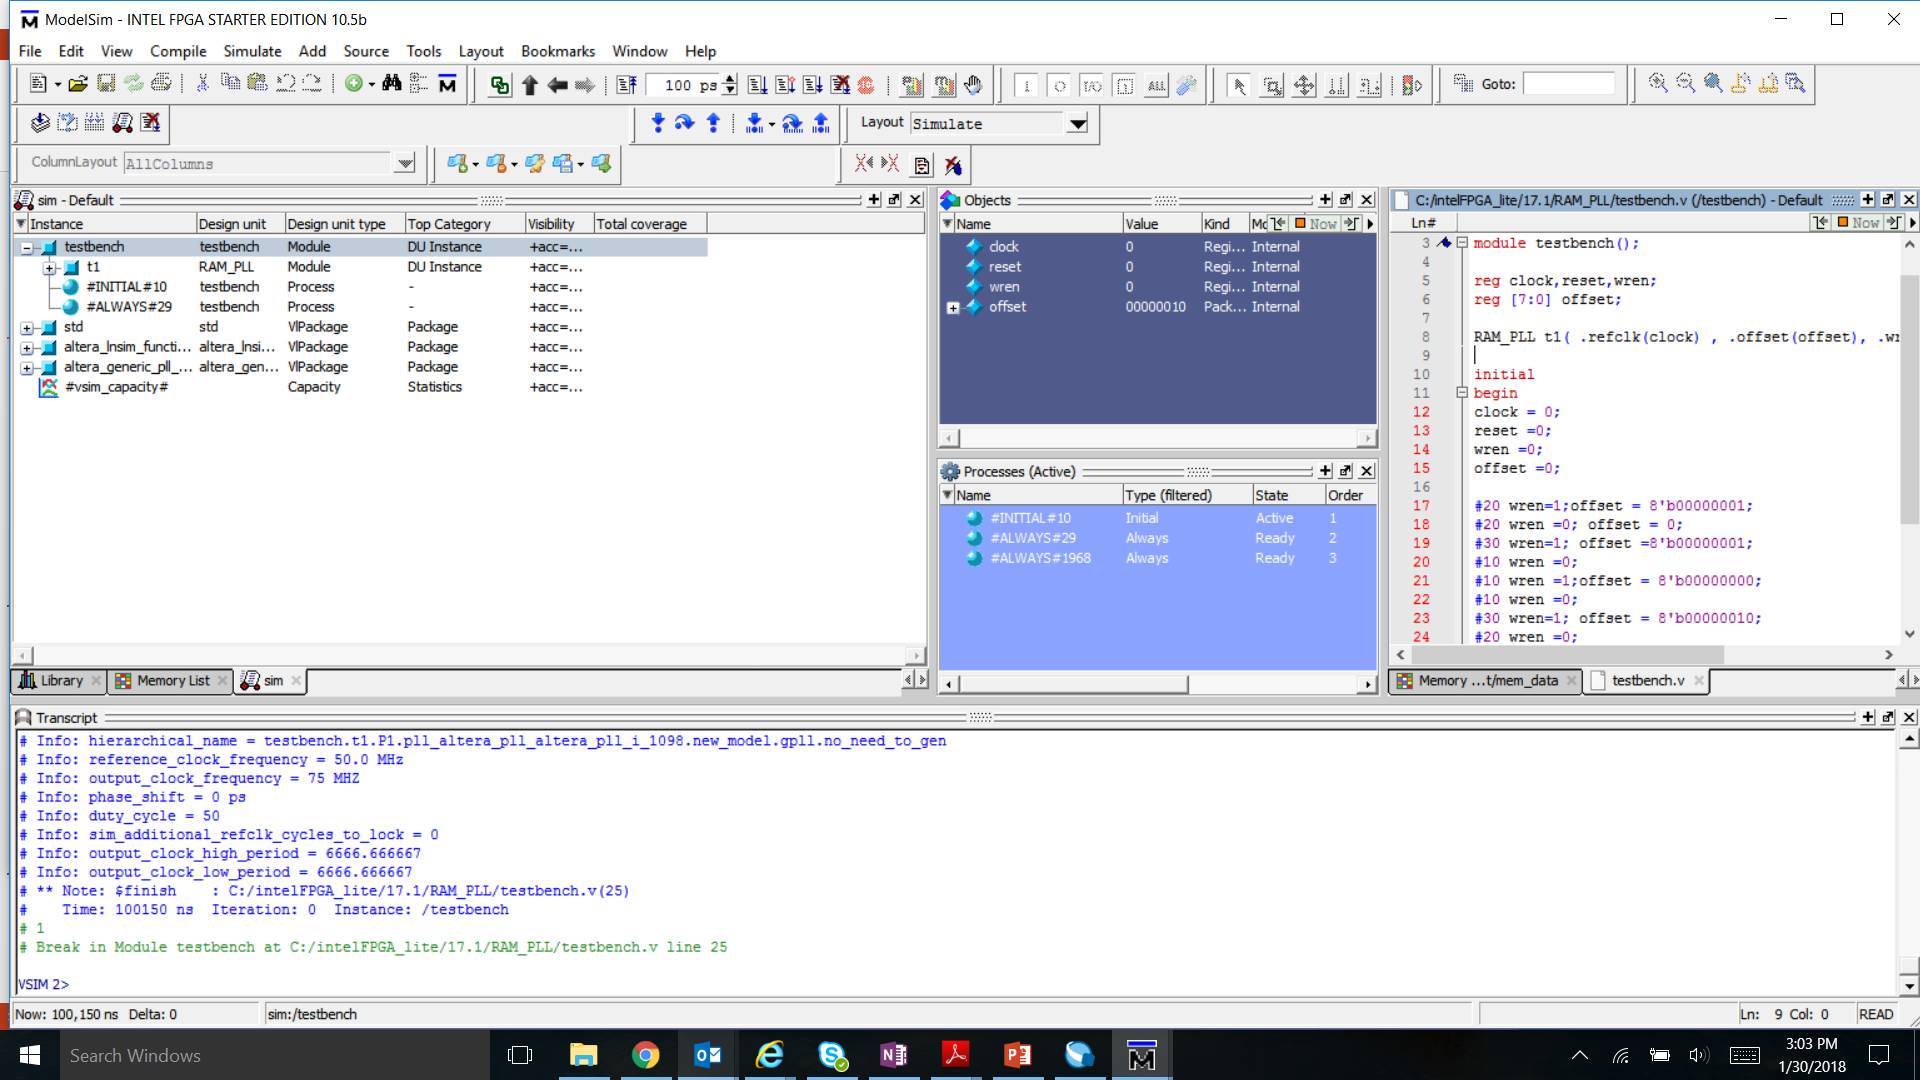 ModelSim - INTEL FPGA STARTER EDITION 10.5b
File Edit View Compile Simulate Add Source Tools Layout Bookmarks Window Help
100 ps
ALL
Goto:
Layout Simulate
ColumnLayout AllColumns
sim - Default
Instance Design unit Design unit type Top Category Visibility Total coverage
testbench testbench Module DU Instance +acc=...
t1 RAM_PLL Module DU Instance +acc=...
#INITIAL#10 testbench Process - +acc=...
#ALWAYS#29 testbench Process - +acc=...
std std VlPackage Package +acc=...
altera_lnsim_functi... altera_lnsi... VlPackage Package +acc=...
altera_generic_pll_... altera_gen... VlPackage Package +acc=...
#vsim_capacity# Capacity Statistics +acc=...
Library Memory List sim
Objects
Name Value Kind Mo Now
clock 0 Regi... Internal
reset 0 Regi... Internal
wren 0 Regi... Internal
offset 00000010 Pack... Internal
Processes (Active)
Name Type (filtered) State Order
#INITIAL#10 Initial Active 1
#ALWAYS#29 Always Ready 2
#ALWAYS#1968 Always Ready 3
C:/intelFPGA_lite/17.1/RAM_PLL/testbench.v (/testbench) - Default
Ln# Now
3 module testbench();
4
5 reg clock,reset,wren;
6 reg [7:0] offset;
7
8 RAM_PLL t1( .refclk(clock) , .offset(offset), .wr
9
10 initial
11 begin
12 clock = 0;
13 reset =0;
14 wren =0;
15 offset =0;
16
17 #20 wren=1;offset = 8'b00000001;
18 #20 wren =0; offset = 0;
19 #30 wren=1; offset =8'b00000001;
20 #10 wren =0;
21 #10 wren =1;offset = 8'b00000000;
22 #10 wren =0;
23 #30 wren=1; offset = 8'b00000010;
24 #20 wren =0;
Memory ...t/mem_data testbench.v
Transcript
# Info: hierarchical_name = testbench.t1.P1.pll_altera_pll_altera_pll_i_1098.new_model.gpll.no_need_to_gen
# Info: reference_clock_frequency = 50.0 MHz
# Info: output_clock_frequency = 75 MHZ
# Info: phase_shift = 0 ps
# Info: duty_cycle = 50
# Info: sim_additional_refclk_cycles_to_lock = 0
# Info: output_clock_high_period = 6666.666667
# Info: output_clock_low_period = 6666.666667
# ** Note: $finish : C:/intelFPGA_lite/17.1/RAM_PLL/testbench.v(25)
# Time: 100150 ns Iteration: 0 Instance: /testbench
# 1
# Break in Module testbench at C:/intelFPGA_lite/17.1/RAM_PLL/testbench.v line 25
VSIM 2>
Now: 100,150 ns Delta: 0 sim:/testbench Ln: 9 Col: 0 READ
Search Windows
3:03 PM
1/30/2018